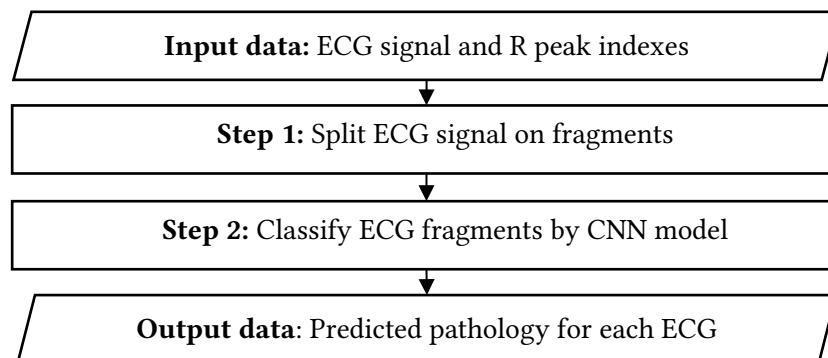 Input data: ECG signal and R peak indexes
Step 1: Split ECG signal on fragments
Step 2: Classify ECG fragments by CNN model
Output data: Predicted pathology for each ECG